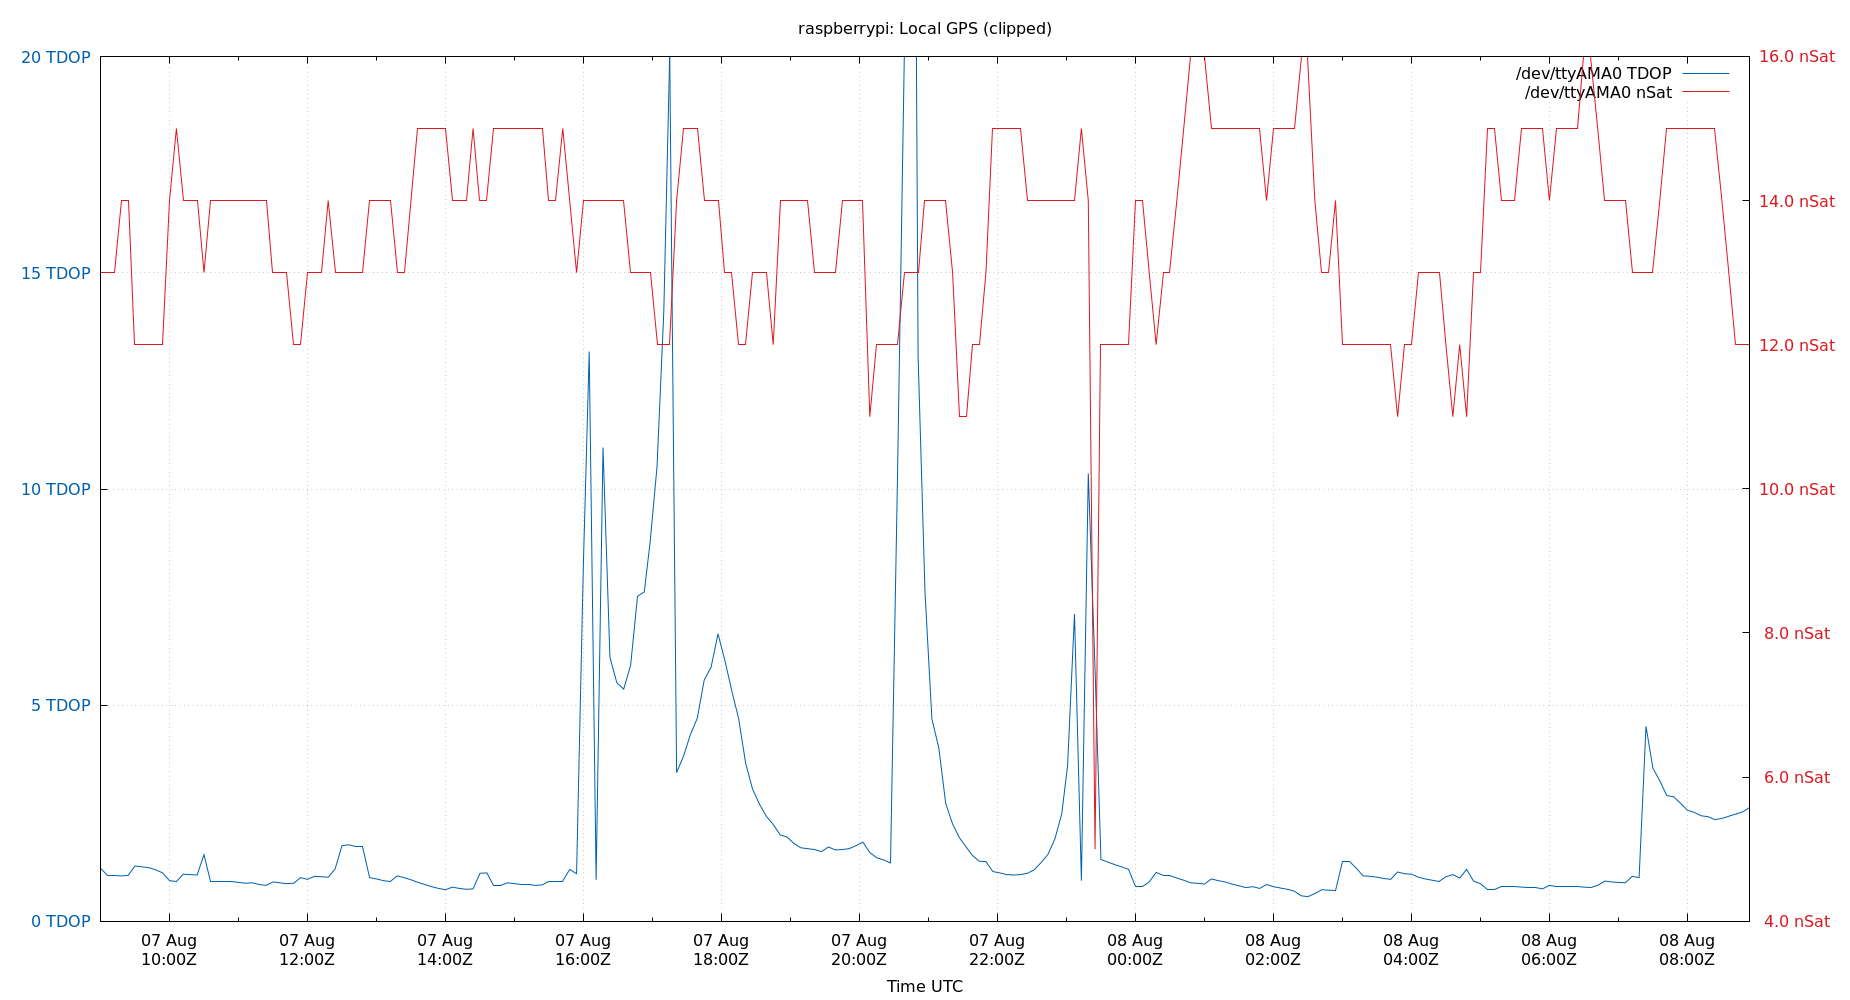 raspberrypi: Local GPS (clipped)
20 TDOP
15 TDOP
10 TDOP
5 TDOP
0 TDOP
16.0 nSat
14.0 nSat
12.0 nSat
10.0 nSat
8.0 nSat
6.0 nSat
4.0 nSat
/dev/ttyAMA0 TDOP
/dev/ttyAMA0 nSat
07 Aug
10:00Z
07 Aug
12:00Z
07 Aug
14:00Z
07 Aug
16:00Z
07 Aug
18:00Z
07 Aug
20:00Z
07 Aug
22:00Z
08 Aug
00:00Z
08 Aug
02:00Z
08 Aug
04:00Z
08 Aug
06:00Z
08 Aug
08:00Z
Time UTC